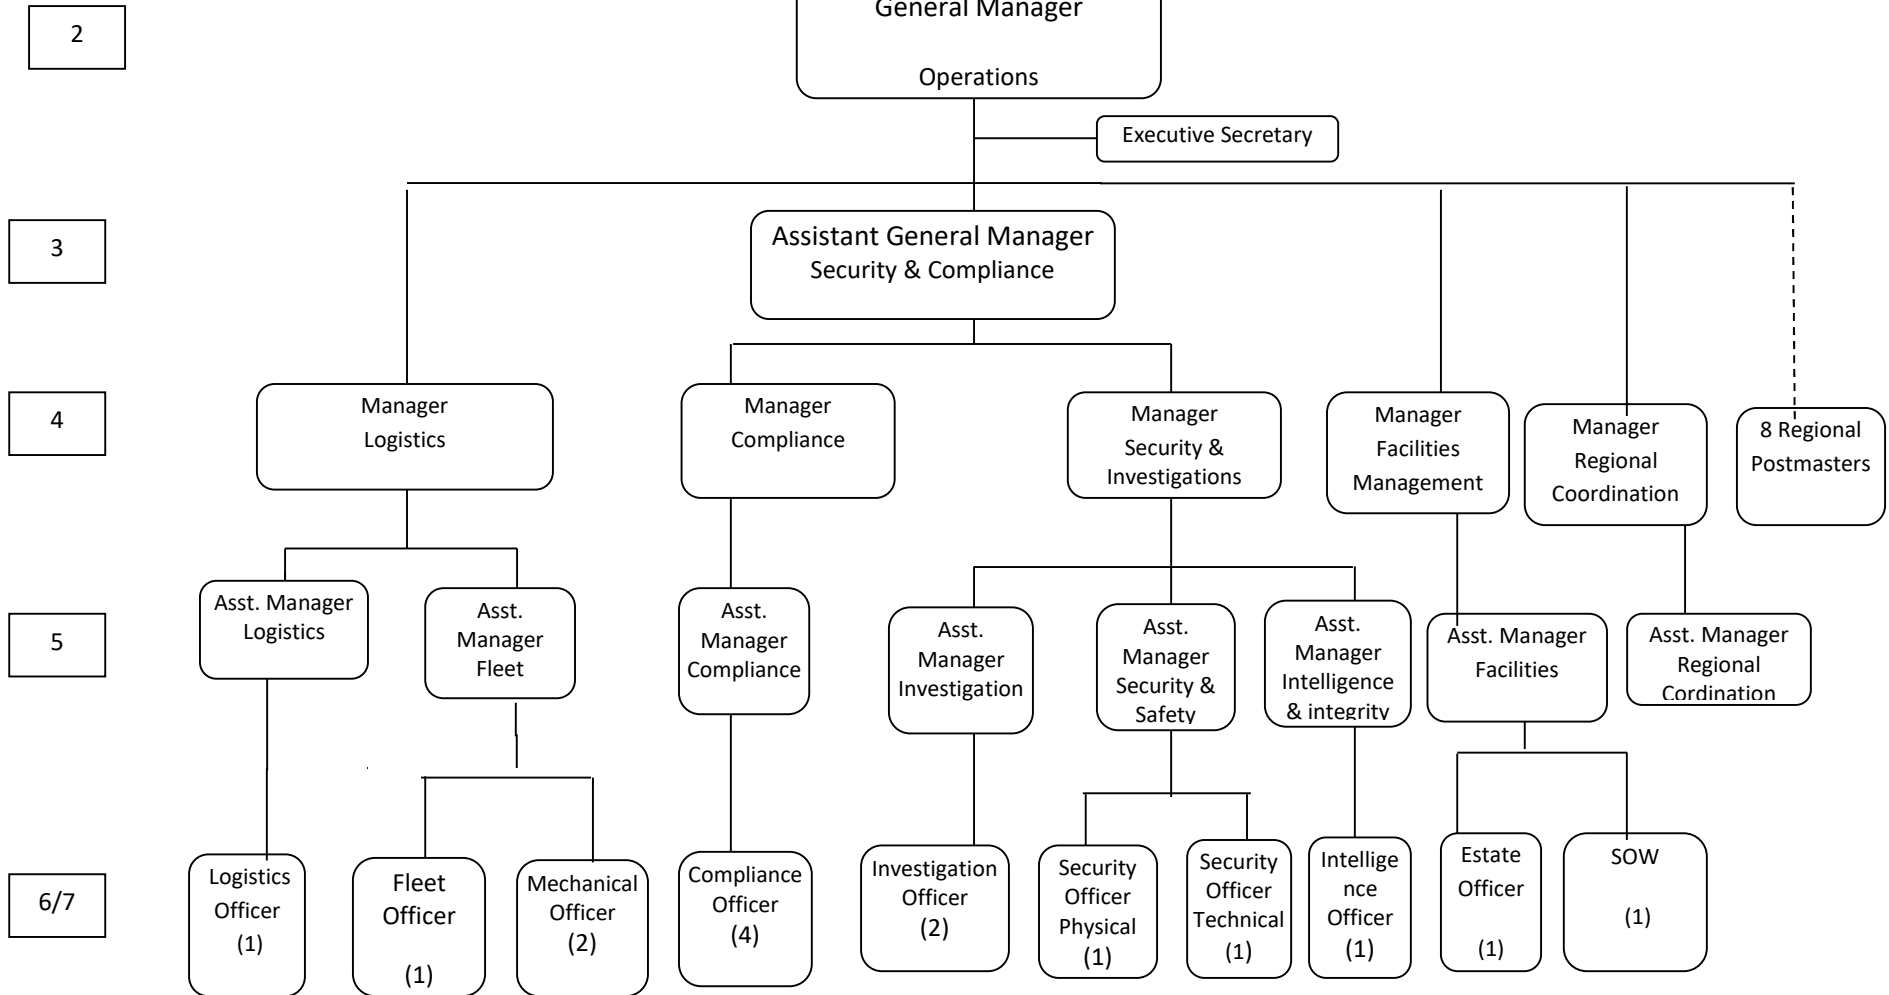 General Manager
2
Operations
Executive Secretary
3
Assistant General Manager
Security & Compliance
4
Manager
Logistics
Manager
Compliance
Manager
Security &
Investigations
Manager
Facilities
Management
Manager
Regional
Coordination
8 Regional
Postmasters
5
Asst. Manager
Logistics
Asst.
Manager
Fleet
Asst.
Manager
Compliance
Asst.
Manager
Investigation
Asst.
Manager
Security &
Safety
Asst.
Manager
Intelligence
& integrity
Asst. Manager
Facilities
Asst. Manager
Regional
Cordination
6/7
Logistics
Officer
(1)
Fleet
Officer
(1)
Mechanical
Officer
(2)
Compliance
Officer
(4)
Investigation
Officer
(2)
Security
Officer
Physical
(1)
Security
Officer
Technical
(1)
Intellige
nce
Officer
(1)
Estate
Officer
(1)
SOW
(1)